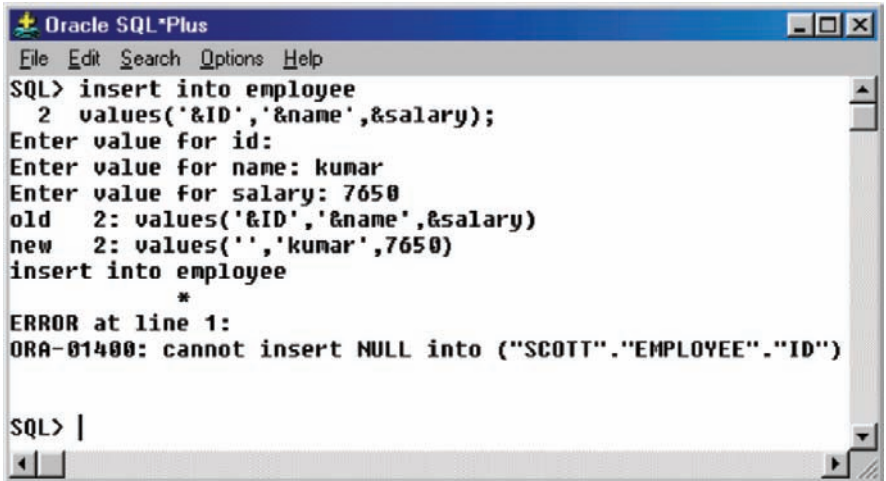 Oracle SQL*Plus
File Edit Search Options Help
SQL> insert into employee
2 values('&ID','&name',&salary);
Enter value for id:
Enter value for name: kumar
Enter value for salary: 7650
old 2: values('&ID','&name',&salary)
new 2: values('','kumar',7650)
insert into employee
*
ERROR at line 1:
ORA-01400: cannot insert NULL into ("SCOTT"."EMPLOYEE"."ID")
SQL>